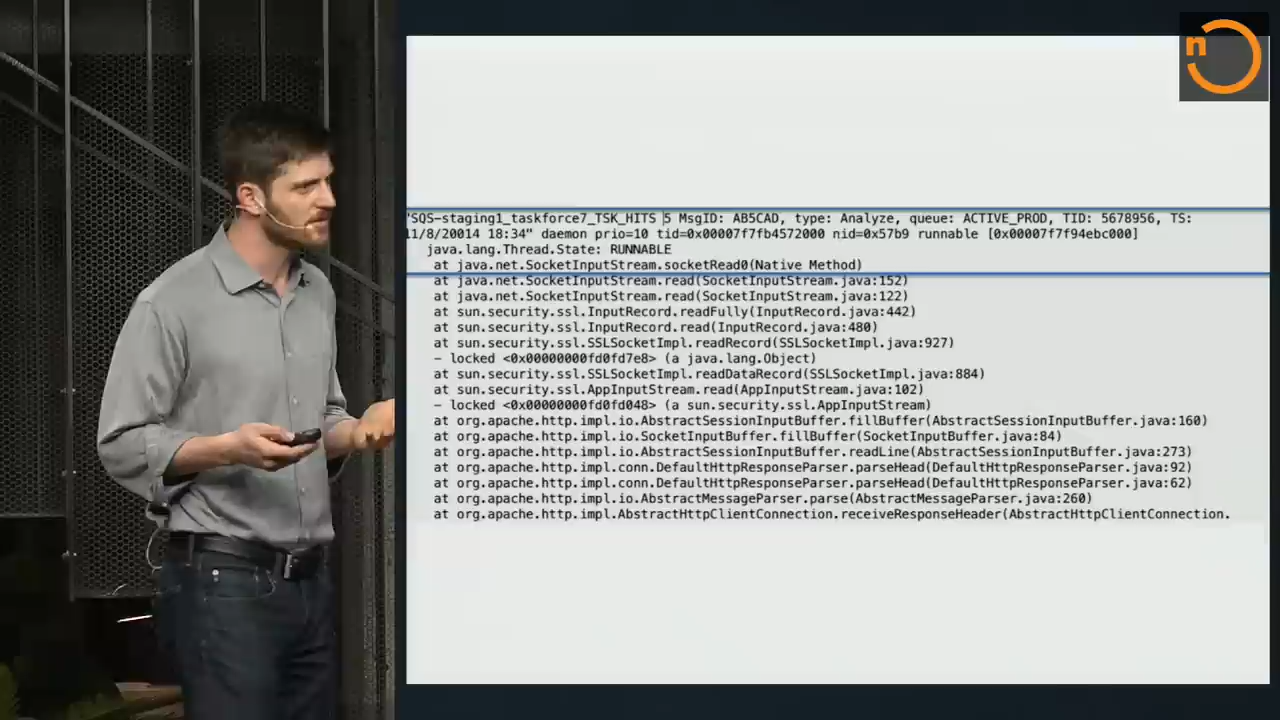 n
"SQS-staging1_taskforce7_TSK_HITS 5 MsgID: AB5CAD, type: Analyze, queue: ACTIVE_PROD, TID: 5678956, TS:
11/8/20014 18:34" daemon prio=10 tid=0x00007f7fb4572000 nid=0x57b9 runnable [0x00007f7f94ebc000]
java.lang.Thread.State: RUNNABLE
at java.net.SocketInputStream.socketRead0(Native Method)
at java.net.SocketInputStream.read(SocketInputStream.java:152)
at java.net.SocketInputStream.read(SocketInputStream.java:122)
at sun.security.ssl.InputRecord.readFully(InputRecord.java:442)
at sun.security.ssl.InputRecord.read(InputRecord.java:480)
at sun.security.ssl.SSLSocketImpl.readRecord(SSLSocketImpl.java:927)
- locked <0x00000000fd0fd7e8> (a java.lang.Object)
at sun.security.ssl.SSLSocketImpl.readDataRecord(SSLSocketImpl.java:884)
at sun.security.ssl.AppInputStream.read(AppInputStream.java:102)
- locked <0x00000000fd0fd048> (a sun.security.ssl.AppInputStream)
at org.apache.http.impl.io.AbstractSessionInputBuffer.fillBuffer(AbstractSessionInputBuffer.java:160)
at org.apache.http.impl.io.SocketInputBuffer.fillBuffer(SocketInputBuffer.java:84)
at org.apache.http.impl.io.AbstractSessionInputBuffer.readLine(AbstractSessionInputBuffer.java:273)
at org.apache.http.impl.conn.DefaultHttpResponseParser.parseHead(DefaultHttpResponseParser.java:92)
at org.apache.http.impl.conn.DefaultHttpResponseParser.parseHead(DefaultHttpResponseParser.java:62)
at org.apache.http.impl.io.AbstractMessageParser.parse(AbstractMessageParser.java:260)
at org.apache.http.impl.AbstractHttpClientConnection.receiveResponseHeader(AbstractHttpClientConnection.